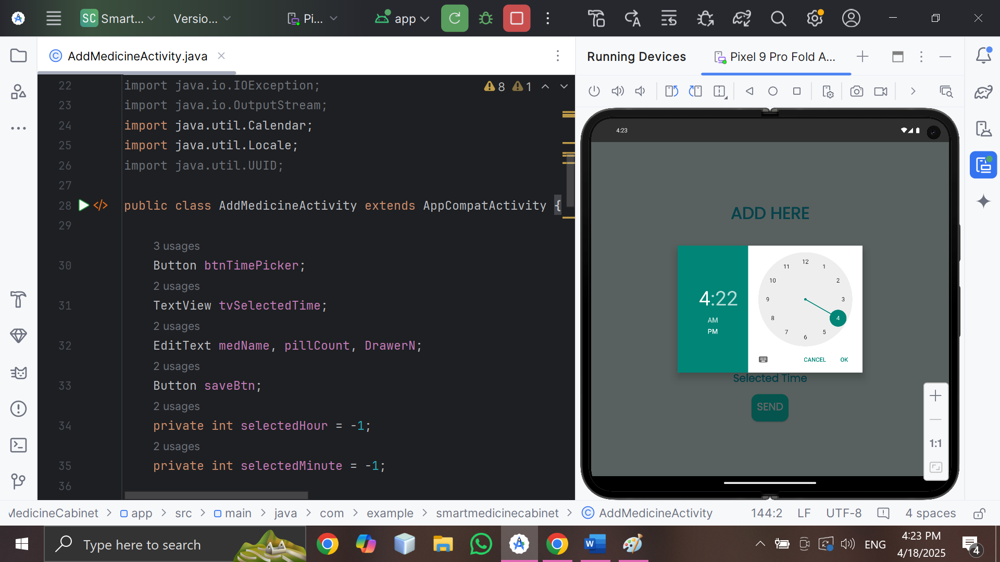 SC Smart...
Versio...
Pi...
app
AddMedicineActivity.java
Running Devices
Pixel 9 Pro Fold A...
8
1
22 import java.io.IOException;
23 import java.io.OutputStream;
24 import java.util.Calendar;
25 import java.util.Locale;
26 import java.util.UUID;
27
28 public class AddMedicineActivity extends AppCompatActivity {
29
3 usages
30 Button btnTimePicker;
2 usages
31 TextView tvSelectedTime;
2 usages
32 EditText medName, pillCount, DrawerN;
2 usages
33 Button saveBtn;
2 usages
34 private int selectedHour = -1;
2 usages
35 private int selectedMinute = -1;
36
4:23
ADD HERE
4:22
AM
PM
12
11 1
10 2
9 3
8 4
7 5
6
CANCEL OK
Selected Time
SEND
1:1
MedicineCabinet > app > src > main > java > com > example > smartmedicinecabinet > AddMedicineActivity
144:2 LF UTF-8 4 spaces
Type here to search
ENG
4:23 PM
4/18/2025
4